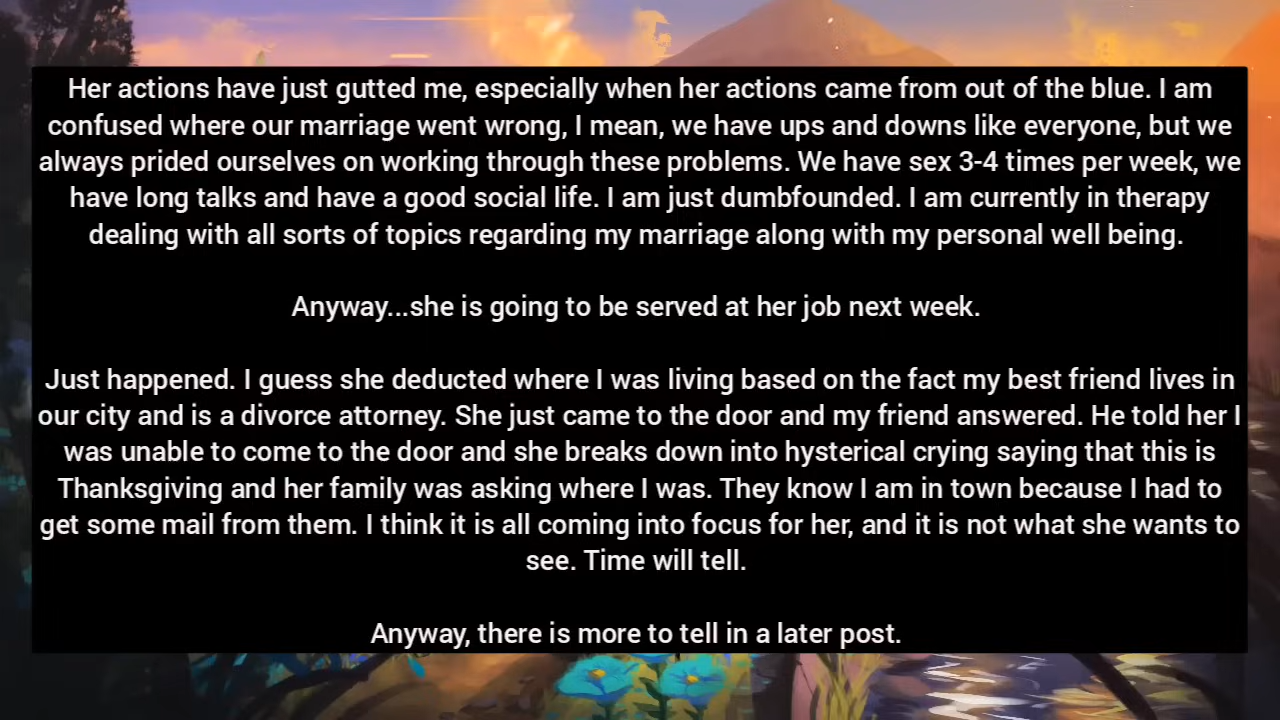 Her actions have just gutted me, especially when her actions came from out of the blue. I am
confused where our marriage went wrong, I mean, we have ups and downs like everyone, but we
always prided ourselves on working through these problems. We have sex 3-4 times per week, we
have long talks and have a good social life. I am just dumbfounded. I am currently in therapy
dealing with all sorts of topics regarding my marriage along with my personal well being.
Anyway...she is going to be served at her job next week.
Just happened. I guess she deducted where I was living based on the fact my best friend lives in
our city and is a divorce attorney. She just came to the door and my friend answered. He told her I
was unable to come to the door and she breaks down into hysterical crying saying that this is
Thanksgiving and her family was asking where I was. They know I am in town because I had to
get some mail from them. I think it is all coming into focus for her, and it is not what she wants to
see. Time will tell.
Anyway, there is more to tell in a later post.